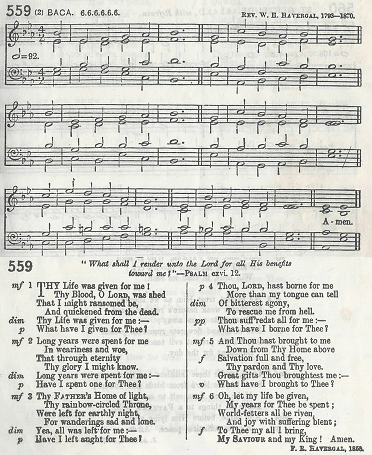 559 (2) BACA. 6.6.6.6.6.6. REV. W. H. HAVERGAL, 1793—1870.
=92.
A - men.
559
"What shall I render unto the Lord for all His benefits
toward me?"—PSALM cxvi. 12.
mf 1 THY Life was given for me!
Thy Blood, O LORD, was shed
That I might ransomed be,
And quickened from the dead.
dim Thy Life was given for me:—
p What have I given for Thee?
mf 2 Long years were spent for me
In weariness and woe,
That through eternity
Thy glory I might know.
dim Long years were spent for me:—
p Have I spent one for Thee?
mf 3 Thy FATHER'S Home of light,
Thy rainbow-circled Throne,
Were left for earthly night,
For wanderings sad and lone.
dim Yea, all was left for me:—
p Have I left aught for Thee?
p 4 Thou, LORD, hast borne for me
More than my tongue can tell
dim Of bitterest agony,
To rescue me from hell.
pp Thou suff'redst all for me:—
What have I borne for Thee?
mf 5 And Thou hast brought to me
Down from Thy Home above
f Salvation full and free,
Thy pardon and Thy love.
Great gifts Thou broughtest me:—
What have I brought to Thee?
mf 6 Oh, let my life be given,
My years for Thee be spent;
World-fetters all be riven,
And joy with suffering blent;
f To Thee my all I bring,
My SAVIOUR and my King! Amen.
F. R. HAVERGAL, 1858.